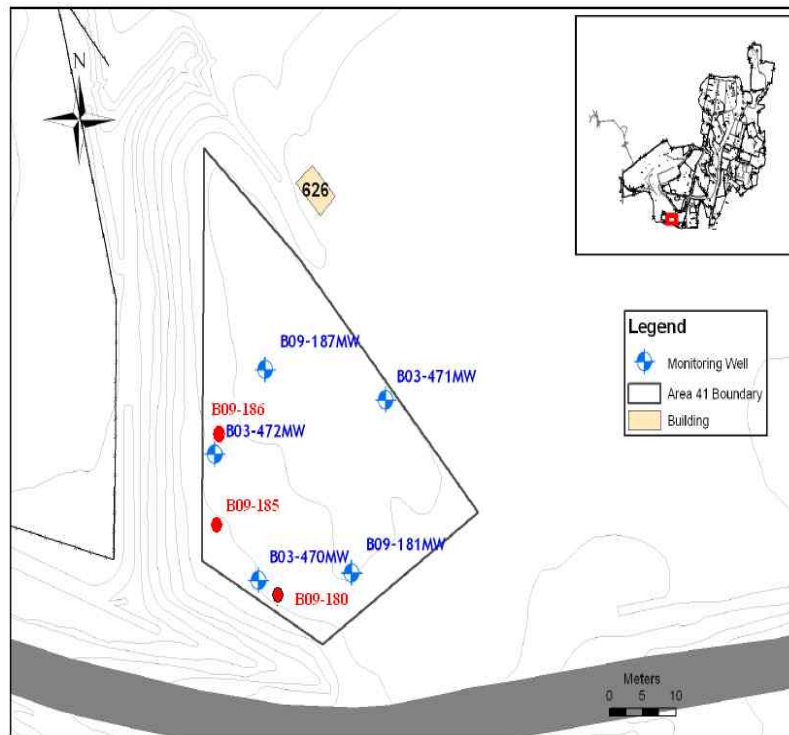 N
626
B09-187MW
B03-471MW
B09-186
B03-472MW
B09-185
B03-470MW
B09-181MW
B09-180
Legend
Monitoring Well
Area 41 Boundary
Building
Meters
0 5 10